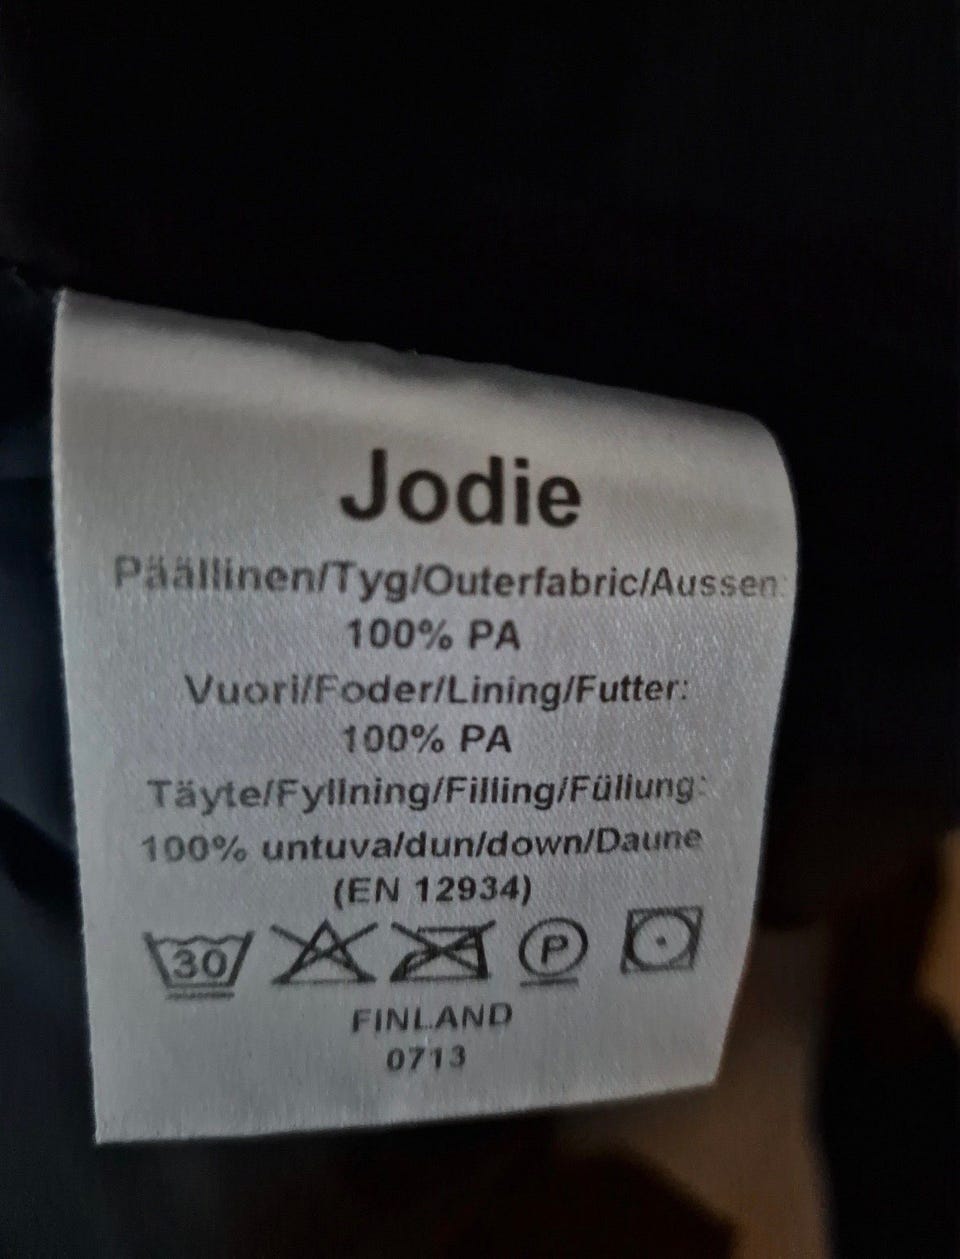 Jodie
Päällinen/Tyg/Outerfabric/Aussen:
100% PA
Vuori/Foder/Lining/Futter:
100% PA
Täyte/Fyllning/Filling/Füllung:
100% untuva/dun/down/Daune
(EN 12934)
30 P
FINLAND
0713